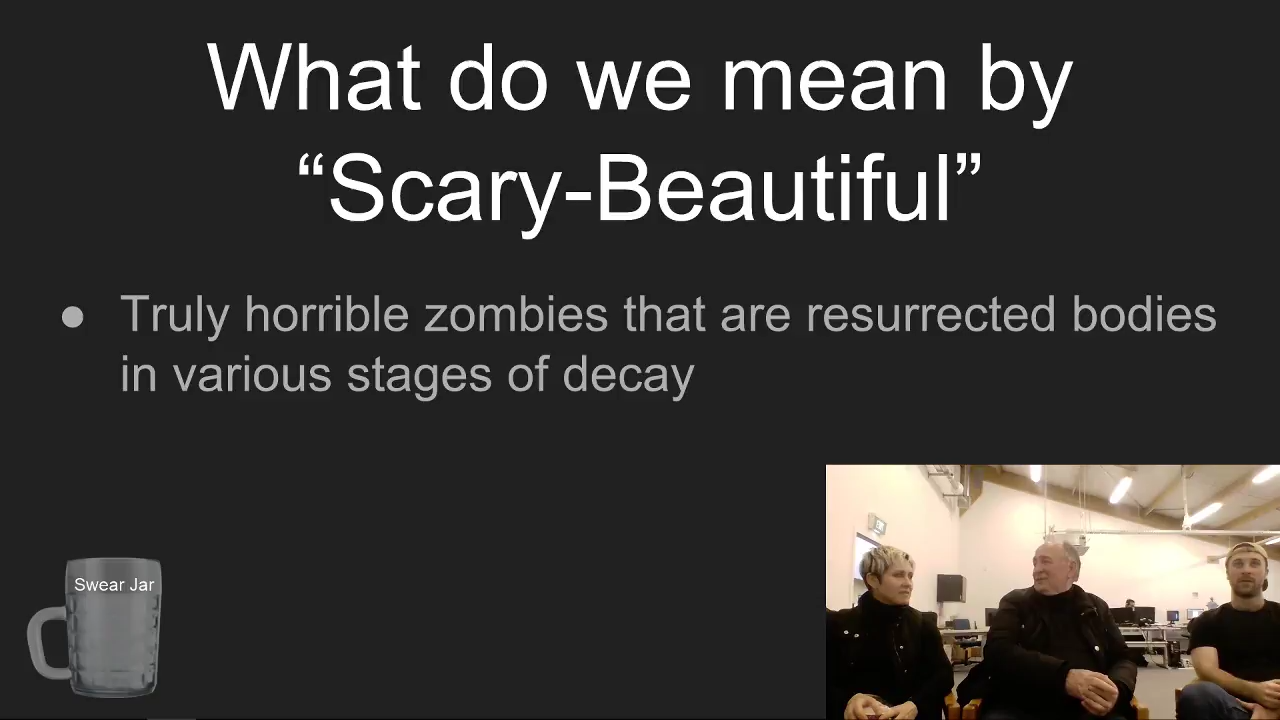 What do we mean by
“Scary-Beautiful”
● Truly horrible zombies that are resurrected bodies
in various stages of decay
Swear Jar